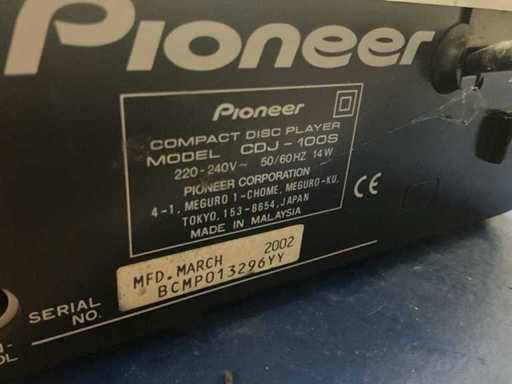 Pioneer
Pioneer
COMPACT DISC PLAYER
MODEL CDJ-100S
220-240V~ 50/60HZ 14W
PIONEER CORPORATION
4-1, MEGURO 1-CHOME, MEGURO-KU,
TOKYO, 153-8654, JAPAN
MADE IN MALAYSIA
CE
MFD.MARCH 2002
SERIAL NO.
BCMP013296YY